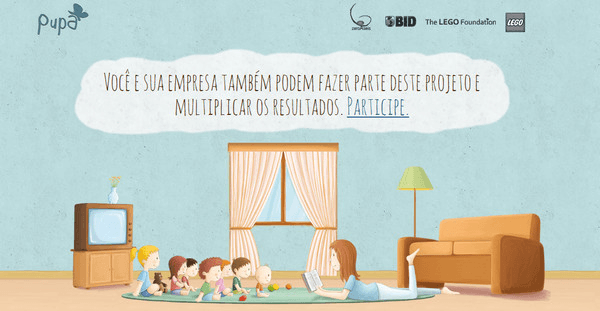 pupa
BID
The LEGO Foundation
LEGO
Você e sua empresa também podem fazer parte deste projeto e
multiplicar os resultados. Participe.